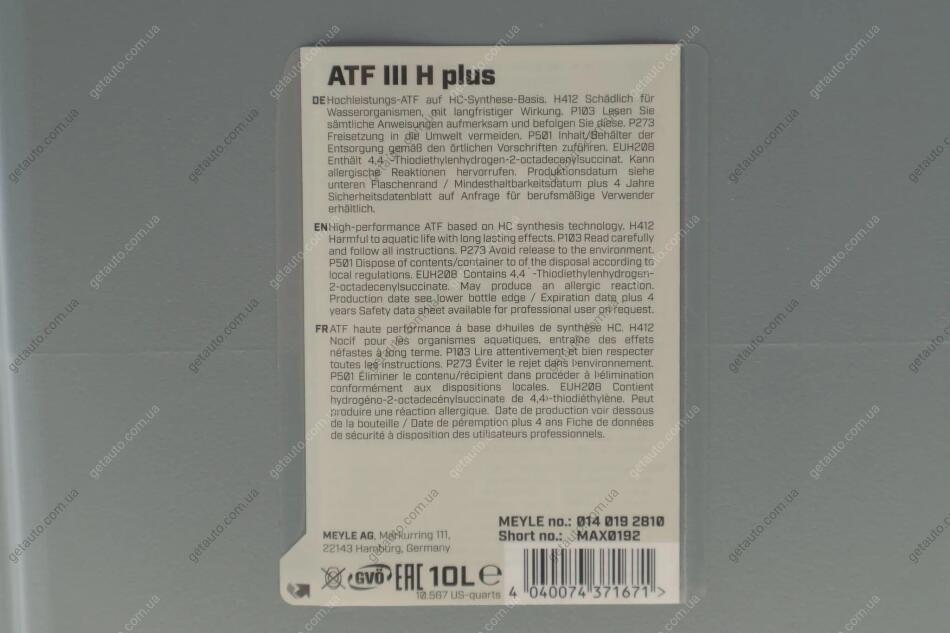 ATF III H plus
DE Hochleistungs-ATF auf HC-Synthese-Basis. H412 Schädlich für
Wasserorganismen, mit langfristiger Wirkung. P103 Lesen Sie
sämtliche Anweisungen aufmerksam und befolgen Sie diese. P273
Freisetzung in die Umwelt vermeiden. P501 Inhalt/Behälter der
Entsorgung gemäß den örtlichen Vorschriften zuführen. EUH208
Enthält 4,4 -Thiodiethylenhydrogen-2-octadecenylsuccinat. Kann
allergische Reaktionen hervorrufen. Produktionsdatum siehe
unteren Flaschenrand / Mindesthaltbarkeitsdatum plus 4 Jahre
Sicherheitsdatenblatt auf Anfrage für berufsmäßige Verwender
erhältlich.
EN High-performance ATF based on HC synthesis technology. H412
Harmful to aquatic life with long lasting effects. P103 Read carefully
and follow all instructions. P273 Avoid release to the environment.
P501 Dispose of contents/container to of the disposal according to
local regulations. EUH208 Contains 4,4 -Thiodiethylenhydrogen-
2-octadecenylsuccinate. May produce an allergic reaction.
Production date see lower bottle edge / Expiration date plus 4
years Safety data sheet available for professional user on request.
FR ATF haute performance à base d›huiles de synthèse HC. H412
Nocif pour les organismes aquatiques, entraîne des effets
néfastes à long terme. P103 Lire attentivement et bien respecter
toutes les instructions. P273 Éviter le rejet dans l›environnement.
P501 Éliminer le contenu/récipient dans procéder à l›élimination
conformément aux dispositions locales. EUH208 Contient
hydrogéno-2-octadecénylsuccinate de 4,4›-thiodiéthylène. Peut
produire une réaction allergique. Date de production voir dessous
de la bouteille / Date de péremption plus 4 ans Fiche de données
de sécurité à disposition des utilisateurs professionnels.
MEYLE no.: 014 019 2810
Short no.: MAX0192
MEYLE AG, Merkurring 111,
22143 Hamburg, Germany
GVÖ EAC 10L e
10.567 US-quarts
4 040074 371671 >
getauto.com.ua